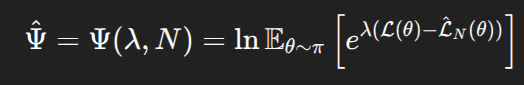 Ψ̂ = Ψ(λ, N) = ln 𝔼_{θ∼π} [ e^{λ(ℒ(θ)−ℒ̂_N(θ))} ]